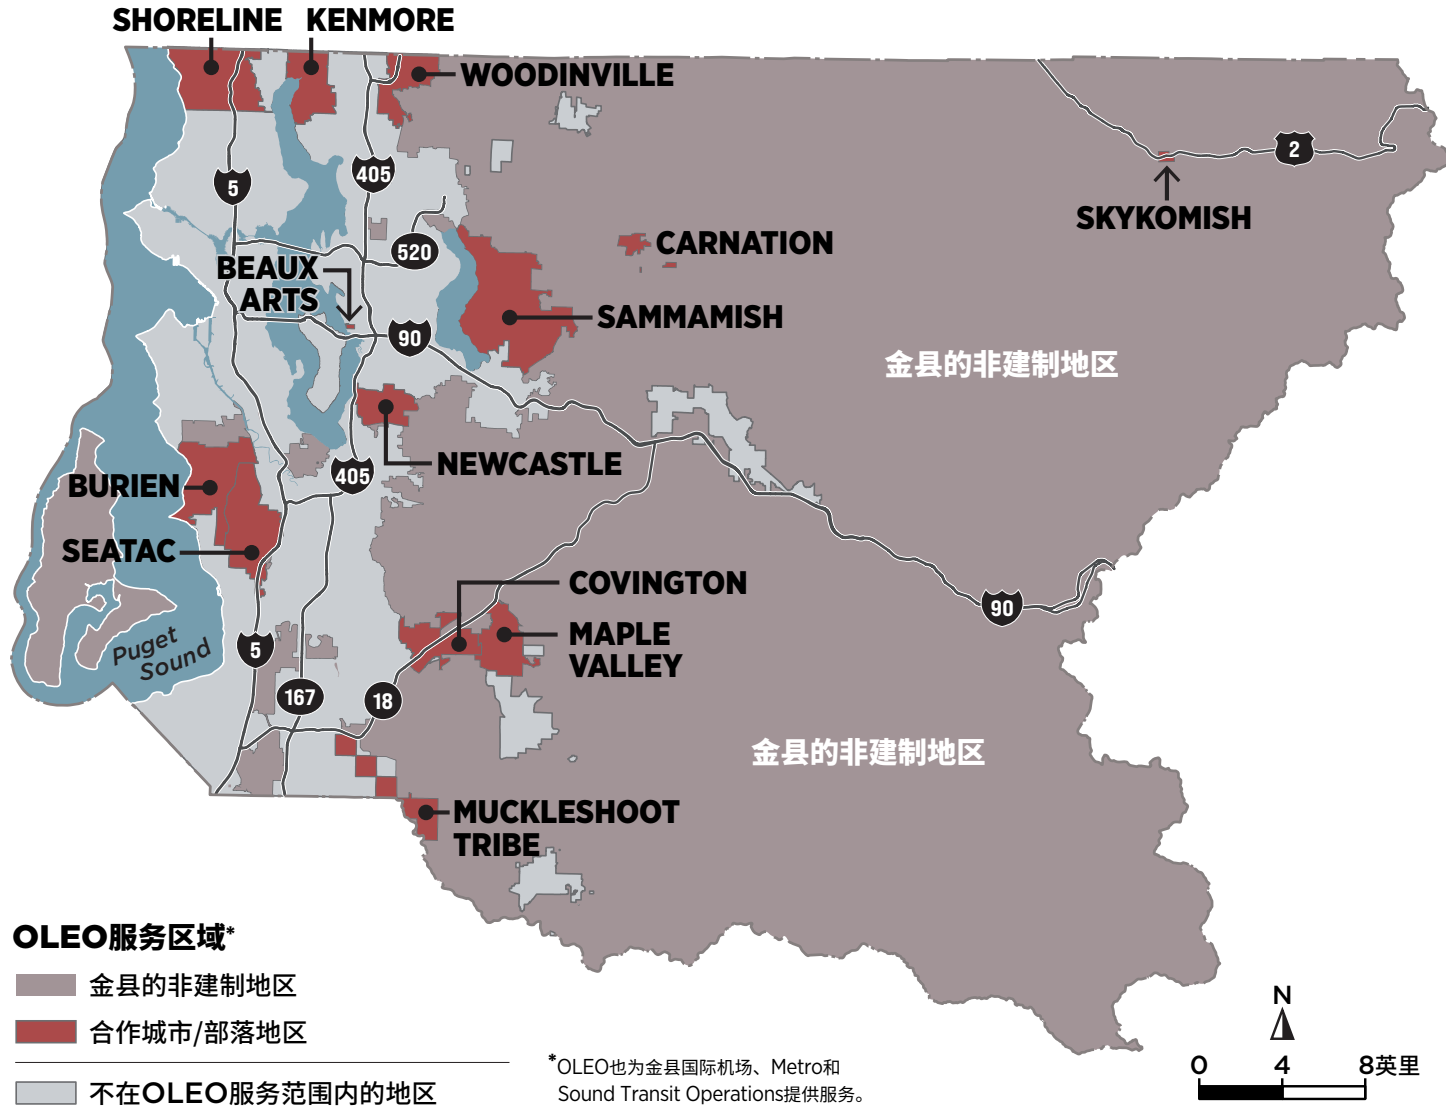 SHORELINE
KENMORE
WOODINVILLE
5
405
2
SKYKOMISH
CARNATION
520
BEAUX
ARTS
SAMMAMISH
90
金县的非建制地区
NEWCASTLE
405
BURIEN
SEATAC
COVINGTON
90
MAPLE
VALLEY
Puget
Sound
5
167
18
金县的非建制地区
MUCKLESHOOT
TRIBE
OLEO服务区域*
金县的非建制地区
合作城市/部落地区
不在OLEO服务范围内的地区
*OLEO也为金县国际机场、Metro和
Sound Transit Operations提供服务。
N
0 4 8英里